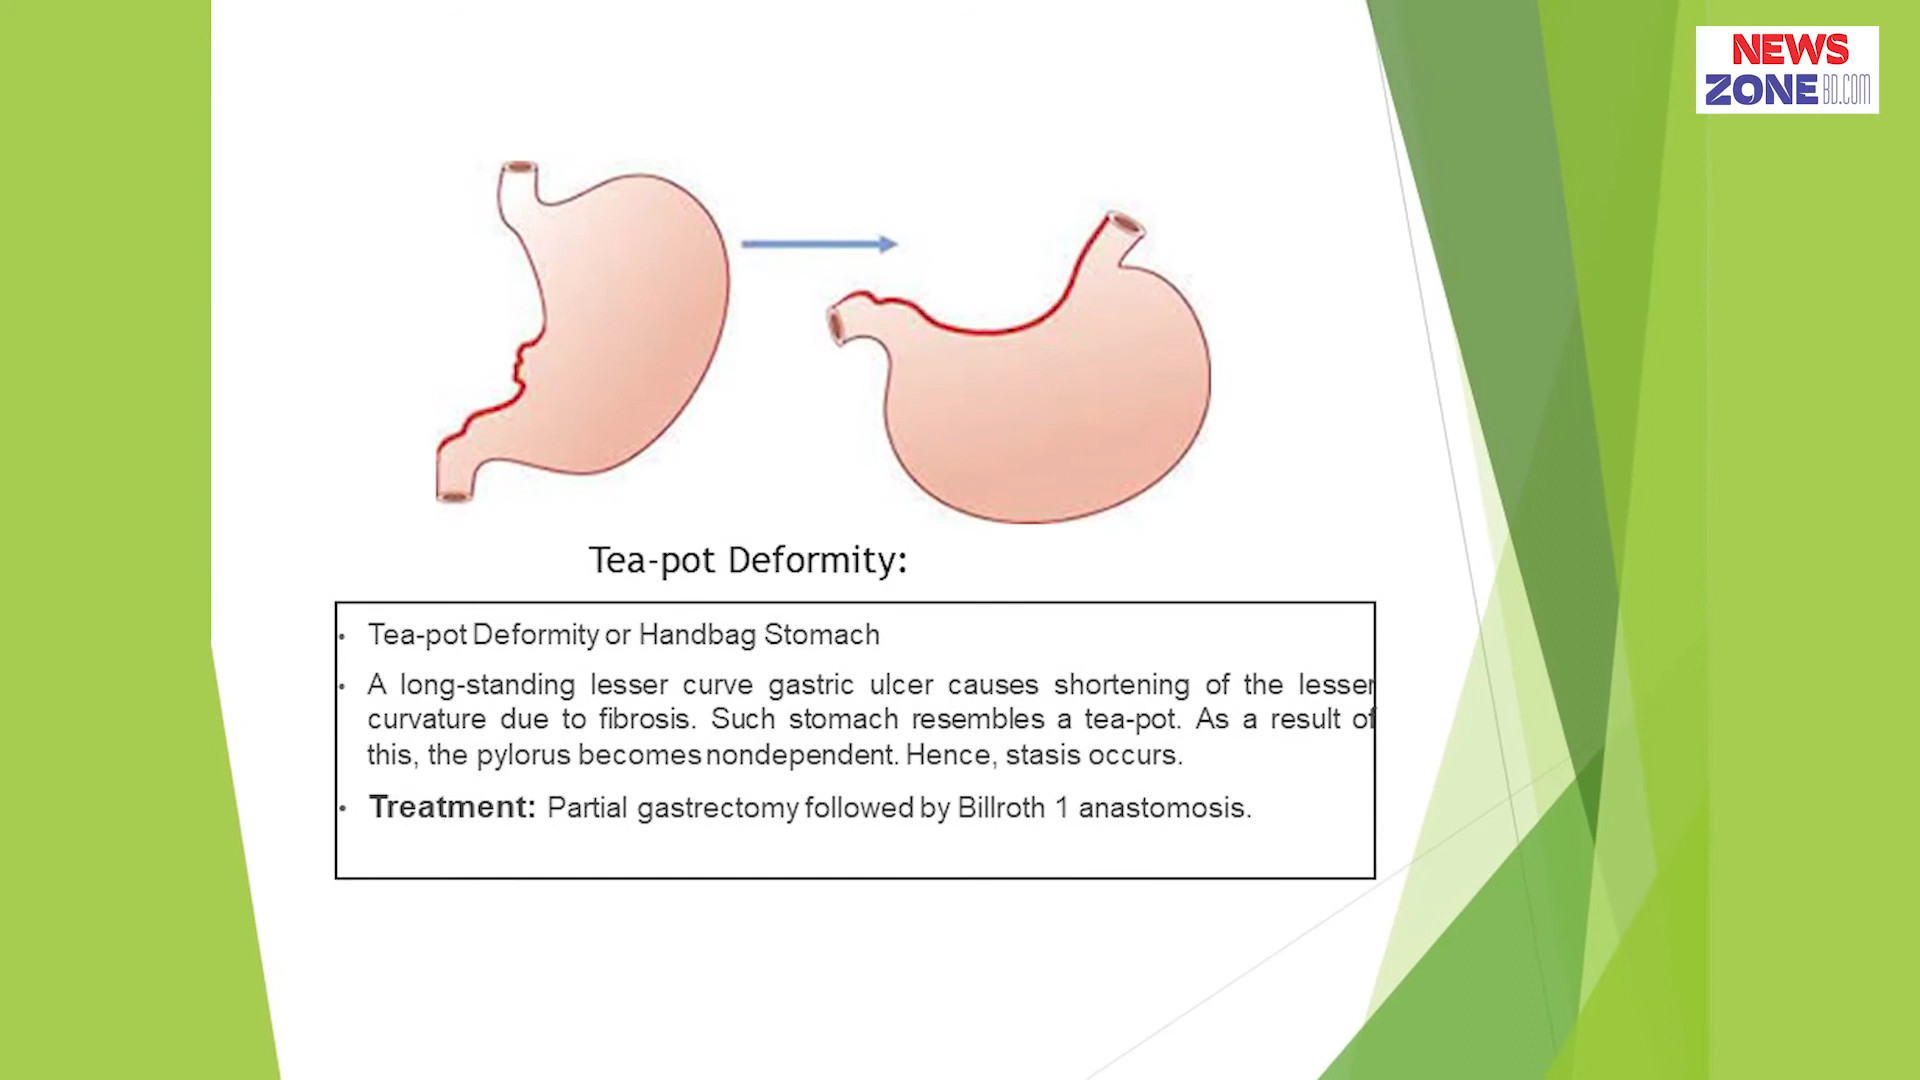 NEWS
ZONE BD.COM
Tea-pot Deformity:
• Tea-pot Deformity or Handbag Stomach
• A long-standing lesser curve gastric ulcer causes shortening of the lesser
curvature due to fibrosis. Such stomach resembles a tea-pot. As a result of
this, the pylorus becomes nondependent. Hence, stasis occurs.
• Treatment: Partial gastrectomy followed by Billroth 1 anastomosis.